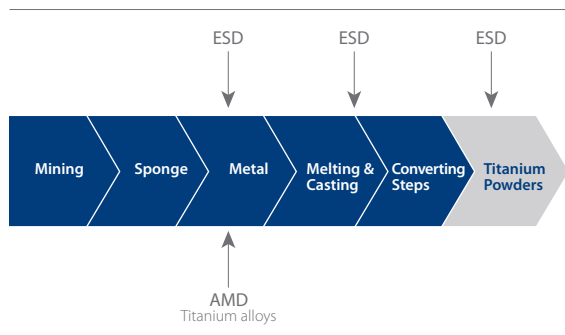 ESD
ESD
ESD
Mining
Sponge
Metal
Melting &
Casting
Converting
Steps
Titanium
Powders
AMD
Titanium alloys